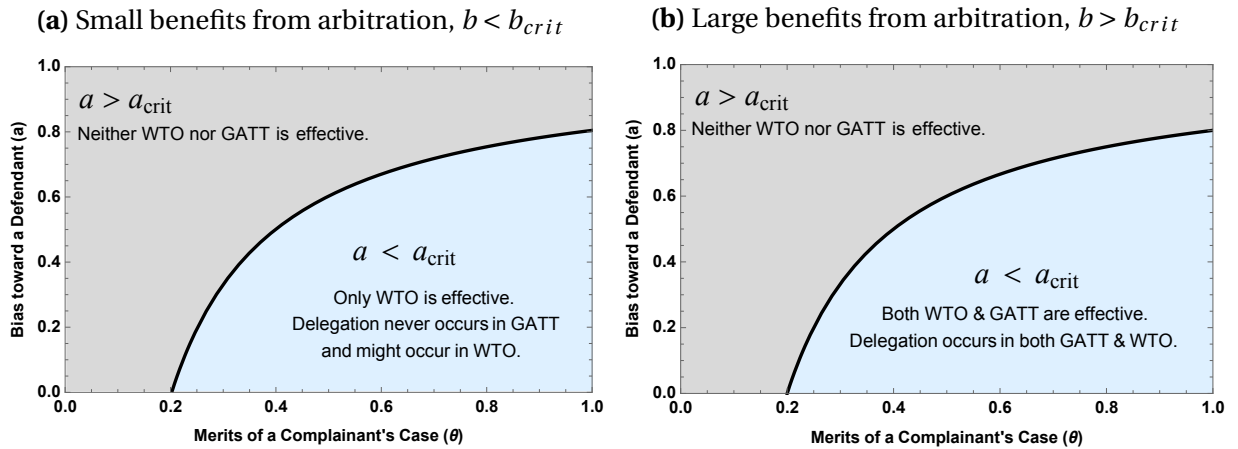 (a) Small benefits from arbitration, b < b_crit
1.0
0.8
0.6
0.4
0.2
0.0
Bias toward a Defendant (a)
a > a_crit
Neither WTO nor GATT is effective.
a < a_crit
Only WTO is effective.
Delegation never occurs in GATT
and might occur in WTO.
0.0 0.2 0.4 0.6 0.8 1.0
Merits of a Complainant's Case (θ)
(b) Large benefits from arbitration, b > b_crit
1.0
0.8
0.6
0.4
0.2
0.0
Bias toward a Defendant (a)
a > a_crit
Neither WTO nor GATT is effective.
a < a_crit
Both WTO & GATT are effective.
Delegation occurs in both GATT & WTO.
0.0 0.2 0.4 0.6 0.8 1.0
Merits of a Complainant's Case (θ)